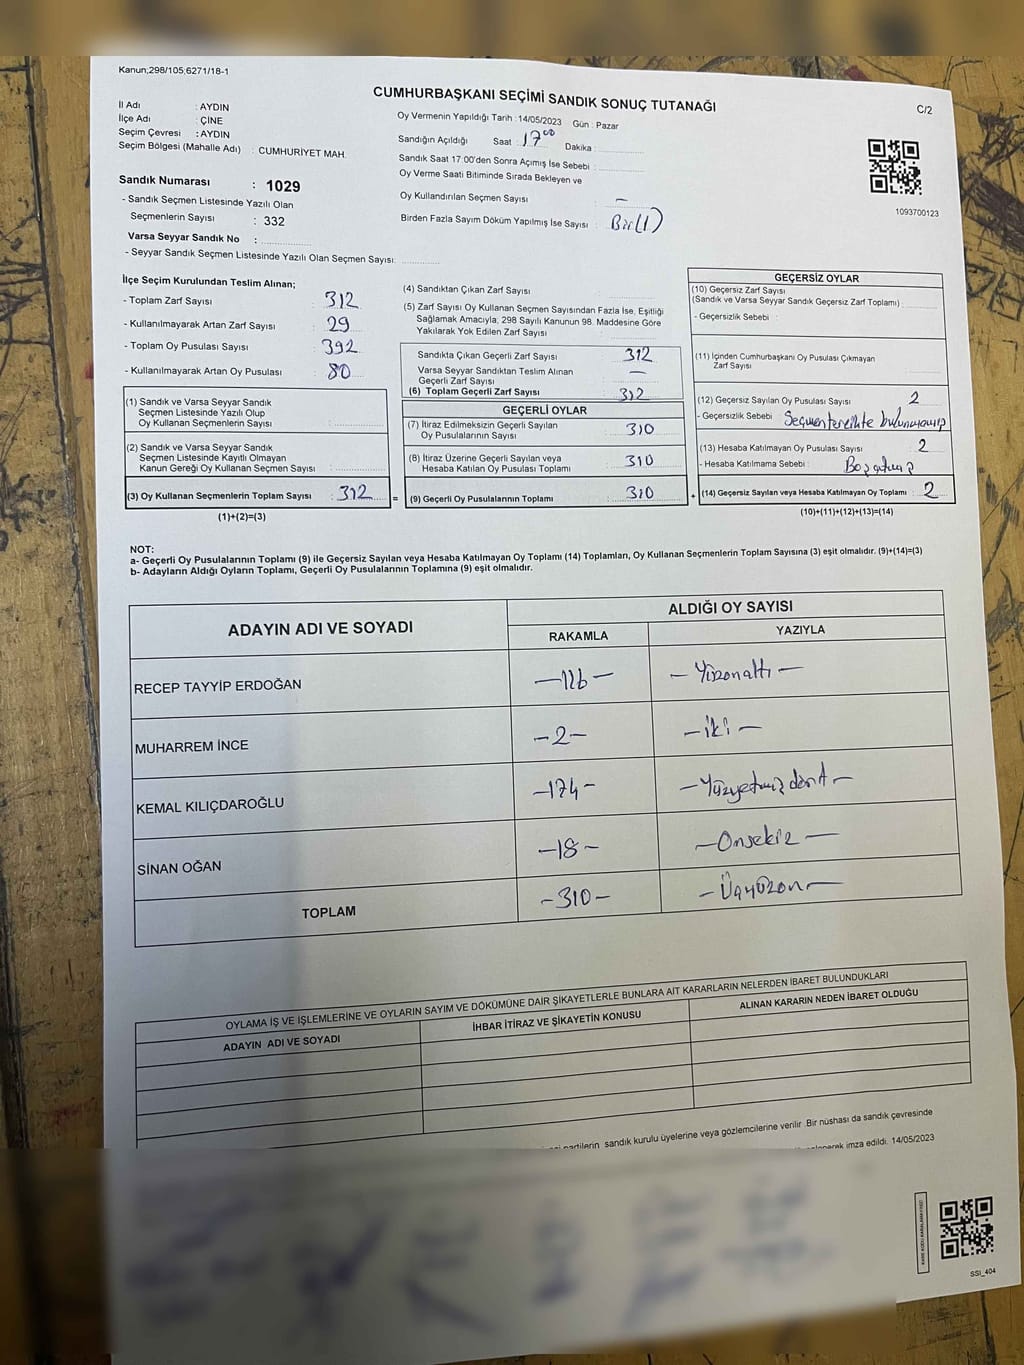 Kanun;298/105;6271/18-1
CUMHURBAŞKANI SEÇİMİ SANDIK SONUÇ TUTANAĞI
C/2
İl Adı : AYDIN
İlçe Adı : ÇİNE
Seçim Çevresi : AYDIN
Seçim Bölgesi (Mahalle Adı) : CUMHURİYET MAH.
Oy Vermenin Yapıldığı Tarih : 14/05/2023 Gün : Pazar
Sandığın Açıldığı Saat 17 00 Dakika :
Sandık Saat 17:00'den Sonra Açımış İse Sebebi :
Oy Verme Saati Bitiminde Sırada Bekleyen ve
Oy Kullandırılan Seçmen Sayısı : —
Birden Fazla Sayım Döküm Yapılmış İse Sayısı : Bir(1)
1093700123
Sandık Numarası : 1029
- Sandık Seçmen Listesinde Yazılı Olan
Seçmenlerin Sayısı : 332
Varsa Seyyar Sandık No :
- Seyyar Sandık Seçmen Listesinde Yazılı Olan Seçmen Sayısı:
İlçe Seçim Kurulundan Teslim Alınan;
- Toplam Zarf Sayısı : 312
- Kullanılmayarak Artan Zarf Sayısı : 29
- Toplam Oy Pusulası Sayısı : 392
- Kullanılmayarak Artan Oy Pusulası : 80
(1) Sandık ve Varsa Seyyar Sandık
Seçmen Listesinde Yazılı Olup
Oy Kullanan Seçmenlerin Sayısı :
(2) Sandık ve Varsa Seyyar Sandık
Seçmen Listesinde Kayıtlı Olmayan
Kanun Gereği Oy Kullanan Seçmen Sayısı :
(3) Oy Kullanan Seçmenlerin Toplam Sayısı : 312
(1)+(2)=(3)
(4) Sandıktan Çıkan Zarf Sayısı :
(5) Zarf Sayısı Oy Kullanan Seçmen Sayısından Fazla İse, Eşitliği
Sağlamak Amacıyla, 298 Sayılı Kanunun 98. Maddesine Göre
Yakılarak Yok Edilen Zarf Sayısı :
Sandıkta Çıkan Geçerli Zarf Sayısı : 312
Varsa Seyyar Sandıktan Teslim Alınan
Geçerli Zarf Sayısı : —
(6) Toplam Geçerli Zarf Sayısı : 312
GEÇERLİ OYLAR
(7) İtiraz Edilmeksizin Geçerli Sayılan
Oy Pusulalarının Sayısı : 310
(8) İtiraz Üzerine Geçerli Sayılan veya
Hesaba Katılan Oy Pusulası Toplamı : 310
= (9) Geçerli Oy Pusulalarının Toplamı : 310
GEÇERSİZ OYLAR
(10) Geçersiz Zarf Sayısı
(Sandık ve Varsa Seyyar Sandık Geçersiz Zarf Toplamı) :
- Geçersizlik Sebebi :
(11) İçinden Cumhurbaşkanı Oy Pusulası Çıkmayan
Zarf Sayısı :
(12) Geçersiz Sayılan Oy Pusulası Sayısı : 2
- Geçersizlik Sebebi : Seçmen tercihte bulunmayıp
(13) Hesaba Katılmayan Oy Pusulası Sayısı : 2
- Hesaba Katılmama Sebebi :
+ (14) Geçersiz Sayılan veya Hesaba Katılmayan Oy Toplamı : 2
(10)+(11)+(12)+(13)=(14)
NOT:
a- Geçerli Oy Pusulalarının Toplamı (9) ile Geçersiz Sayılan veya Hesaba Katılmayan Oy Toplamı (14) Toplamları, Oy Kullanan Seçmenlerin Toplam Sayısına (3) eşit olmalıdır. (9)+(14)=(3)
b- Adayların Aldığı Oyların Toplamı, Geçerli Oy Pusulalarının Toplamına (9) eşit olmalıdır.
ADAYIN ADI VE SOYADI
ALDIĞI OY SAYISI
RAKAMLA YAZIYLA
RECEP TAYYİP ERDOĞAN —116— — Yüzonaltı —
MUHARREM İNCE —2— — iki —
KEMAL KILIÇDAROĞLU —174— — Yüzyetmiş dört —
SİNAN OĞAN —18— — Onsekiz —
TOPLAM —310— — Üçyüzon —
OYLAMA İŞ VE İŞLEMLERİNE VE OYLARIN SAYIM VE DÖKÜMÜNE DAİR ŞİKAYETLERLE BUNLARA AİT KARARLARIN NELERDEN İBARET BULUNDUKLARI
ADAYIN ADI VE SOYADI İHBAR İTİRAZ VE ŞİKAYETİN KONUSU ALINAN KARARIN NEDEN İBARET OLDUĞU
partilerin sandık kurulu üyelerine veya gözlemcilerine verilir. Bir nüshası da sandık çevresinde
imza edildi. 14/05/2023
SSI_404